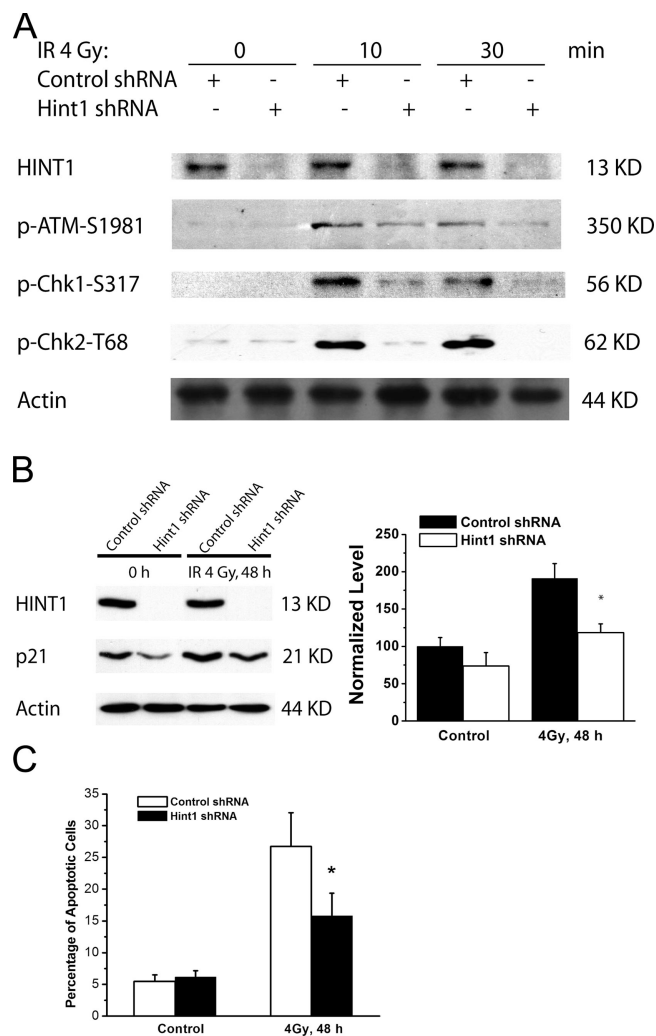 A
IR 4 Gy: 0 10 30 min
Control shRNA + - + - + -
Hint1 shRNA - + - + - +
HINT1 13 KD
p-ATM-S1981 350 KD
p-Chk1-S317 56 KD
p-Chk2-T68 62 KD
Actin 44 KD
B
Control shRNA Hint1 shRNA Control shRNA Hint1 shRNA
0 h IR 4 Gy, 48 h
HINT1 13 KD
p21 21 KD
Actin 44 KD
Control shRNA
Hint1 shRNA
Normalized Level
250
200
150
100
75
50
25
0
*
Control 4Gy, 48 h
C
Control shRNA
Hint1 shRNA
Percentage of Apoptotic Cells
35
30
25
20
15
10
5
0
*
Control 4Gy, 48 h